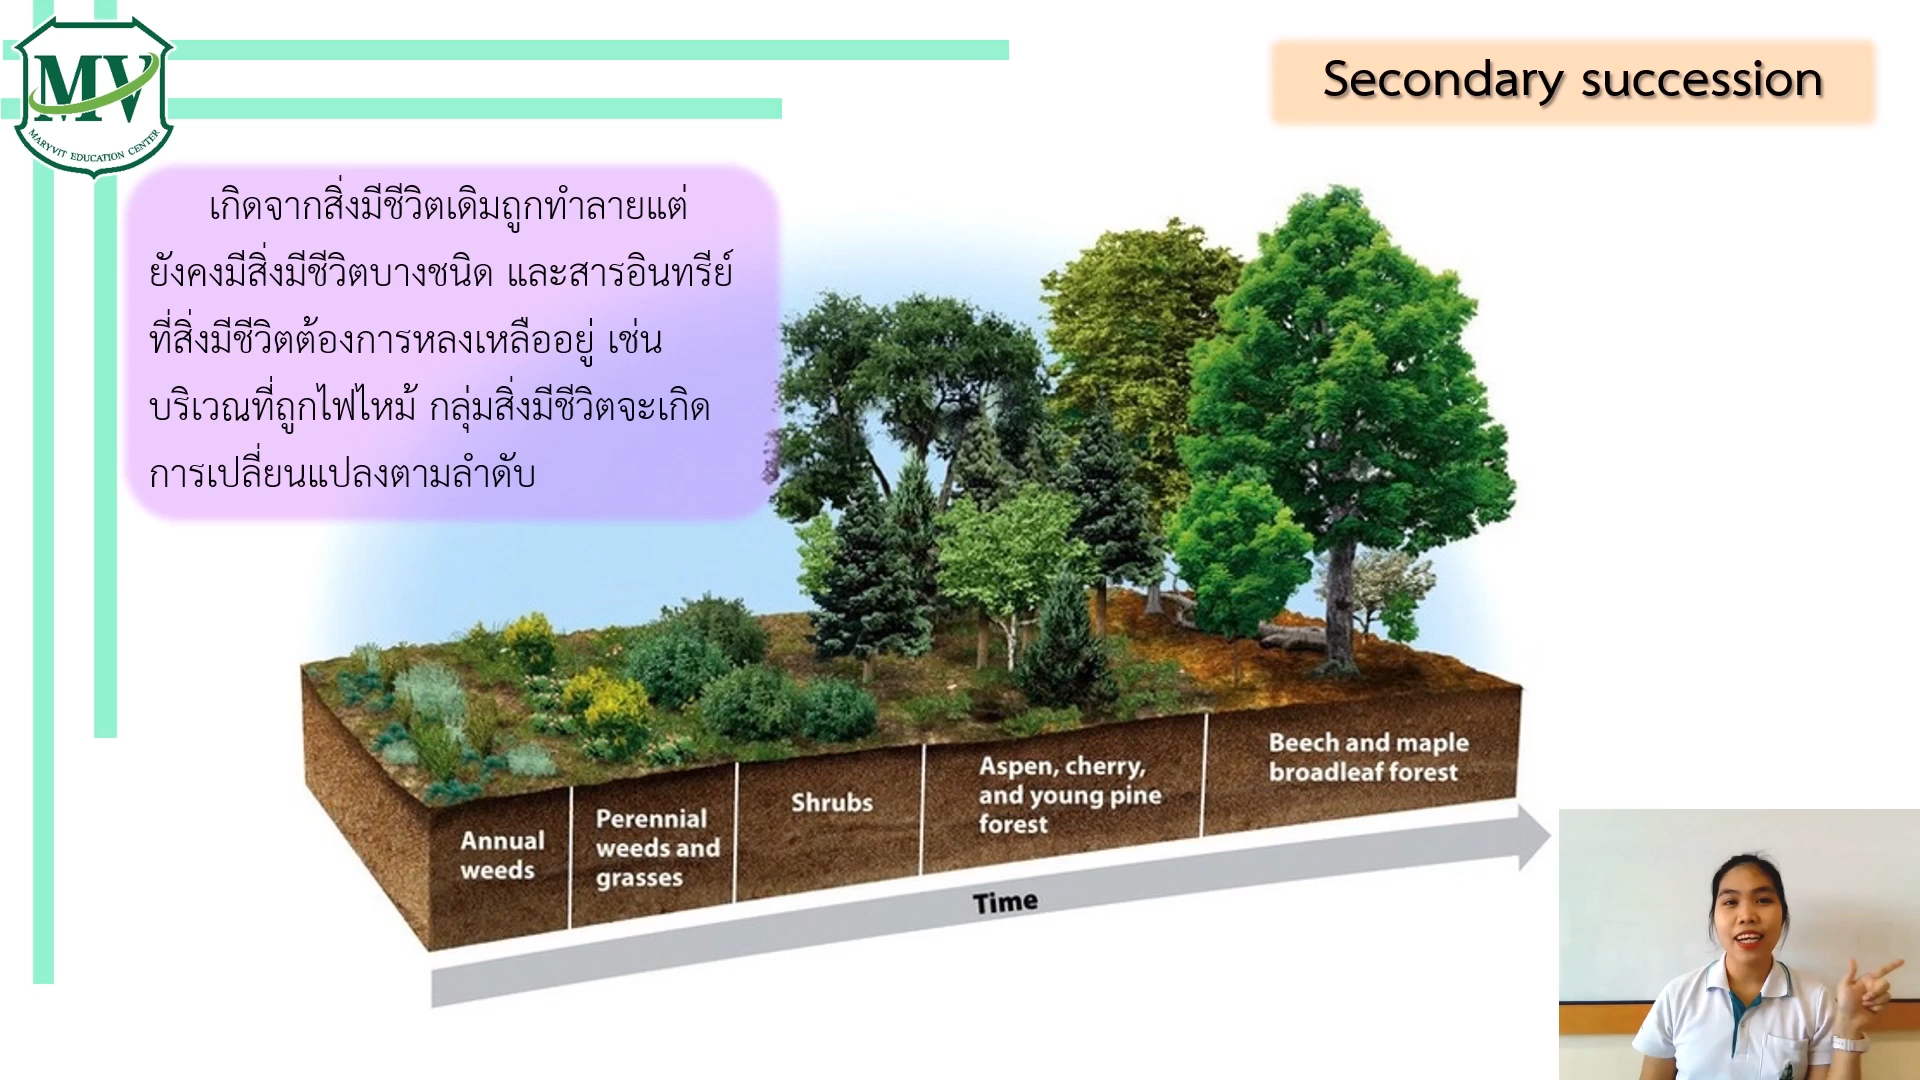 MV
MARYVIT EDUCATION CENTER
Secondary succession
เกิดจากสิ่งมีชีวิตเดิมถูกทำลายแต่
ยังคงมีสิ่งมีชีวิตบางชนิด และสารอินทรีย์
ที่สิ่งมีชีวิตต้องการหลงเหลืออยู่ เช่น
บริเวณที่ถูกไฟไหม้ กลุ่มสิ่งมีชีวิตจะเกิด
การเปลี่ยนแปลงตามลำดับ
Annual
weeds
Perennial
weeds and
grasses
Shrubs
Aspen, cherry,
and young pine
forest
Beech and maple
broadleaf forest
Time